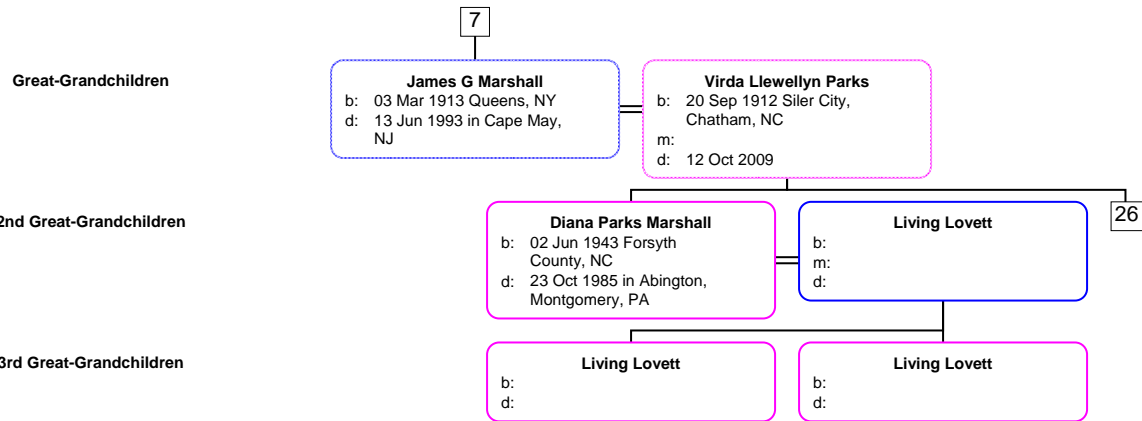 7
Great-Grandchildren
James G Marshall
b: 03 Mar 1913 Queens, NY
d: 13 Jun 1993 in Cape May,
NJ
Virda Llewellyn Parks
b: 20 Sep 1912 Siler City,
Chatham, NC
m:
d: 12 Oct 2009
2nd Great-Grandchildren
Diana Parks Marshall
b: 02 Jun 1943 Forsyth
County, NC
d: 23 Oct 1985 in Abington,
Montgomery, PA
Living Lovett
b:
m:
d:
26
3rd Great-Grandchildren
Living Lovett
b:
d:
Living Lovett
b:
d: